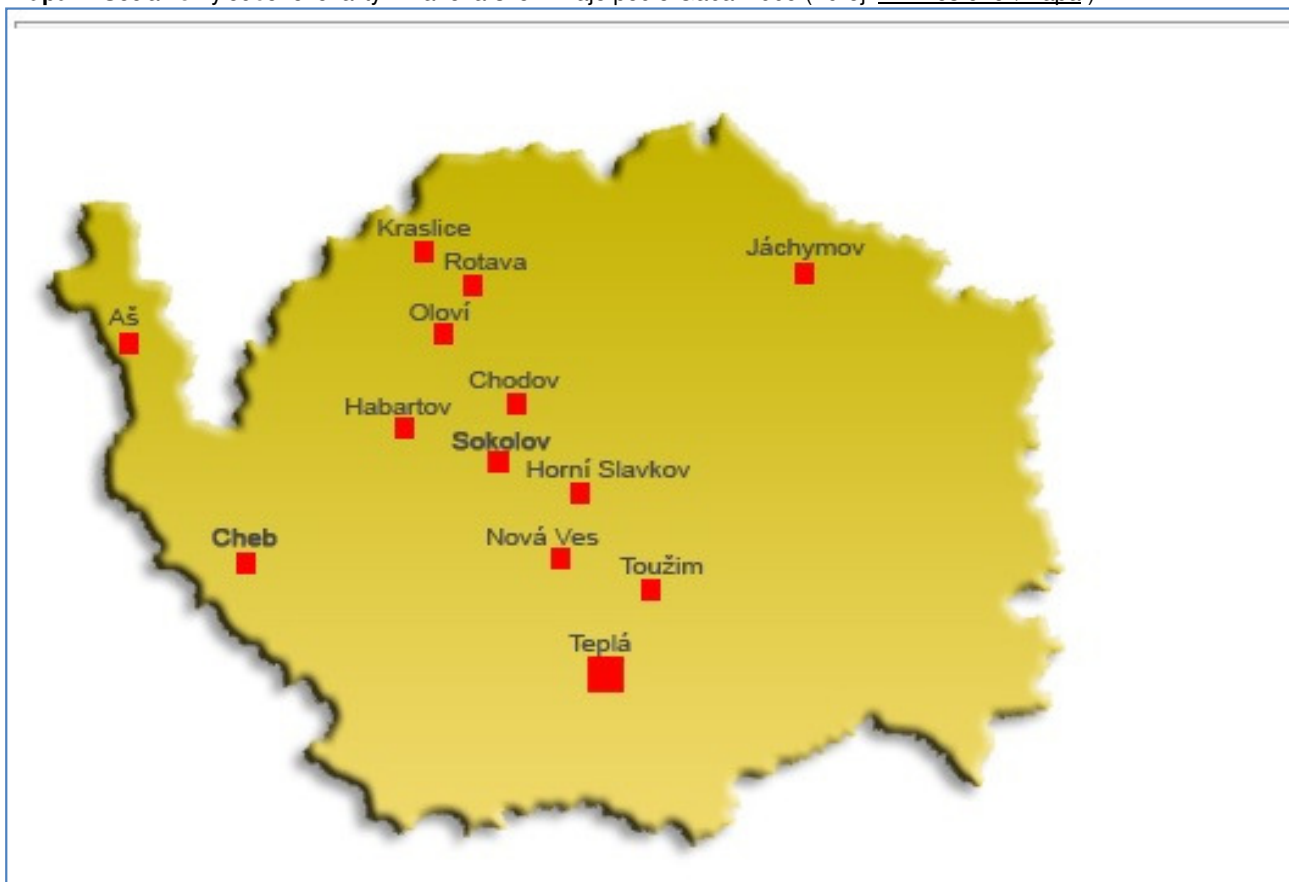 Kraslice
Rotava
Jáchymov
Oloví
Aš
Chodov
Habartov
Sokolov
Horní Slavkov
Cheb
Nová Ves
Toužim
Teplá